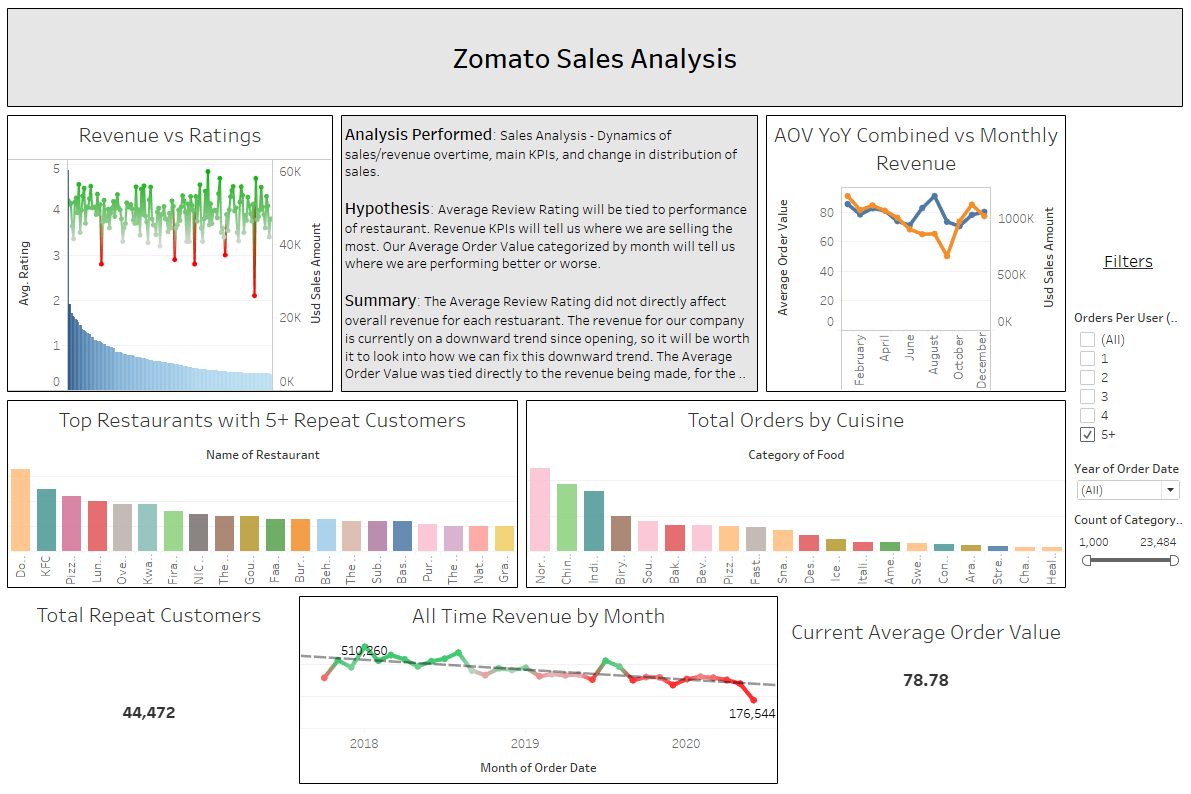 Zomato Sales Analysis
Revenue vs Ratings
5
4
3
2
1
0
Avg. Rating
60K
40K
20K
0K
Usd Sales Amount
Analysis Performed: Sales Analysis - Dynamics of
sales/revenue overtime, main KPIs, and change in distribution of
sales.
Hypothesis: Average Review Rating will be tied to performance
of restaurant. Revenue KPIs will tell us where we are selling the
most. Our Average Order Value categorized by month will tell us
where we are performing better or worse.
Summary: The Average Review Rating did not directly affect
overall revenue for each restuarant. The revenue for our company
is currently on a downward trend since opening, so it will be worth
it to look into how we can fix this downward trend. The Average
Order Value was tied directly to the revenue being made, for the ..
AOV YoY Combined vs Monthly
Revenue
Average Order Value
80
60
40
20
0
1000K
500K
0K
Usd Sales Amount
February
April
June
August
October
December
Filters
Orders Per User (..
(All)
1
2
3
4
5+
Year of Order Date
(All)
Count of Category..
1,000 23,484
Top Restaurants with 5+ Repeat Customers
Name of Restaurant
Do..
KFC
Pizz..
Lun..
Ove..
Kwa..
Fira..
NIC ..
The ..
Gou..
Faa..
Bur..
Beh..
The ..
Sub..
Bas..
Pur..
The ..
Nat..
Gra..
Total Orders by Cuisine
Category of Food
Nor..
Chin..
Indi..
Biry..
Sou..
Bak..
Bev..
Pizz..
Fast..
Sna..
Des..
Ice ..
Itali..
Ame..
Swe..
Con..
Ara..
Stre..
Cha..
Heal..
Total Repeat Customers
44,472
All Time Revenue by Month
510,260
176,544
2018 2019 2020
Month of Order Date
Current Average Order Value
78.78